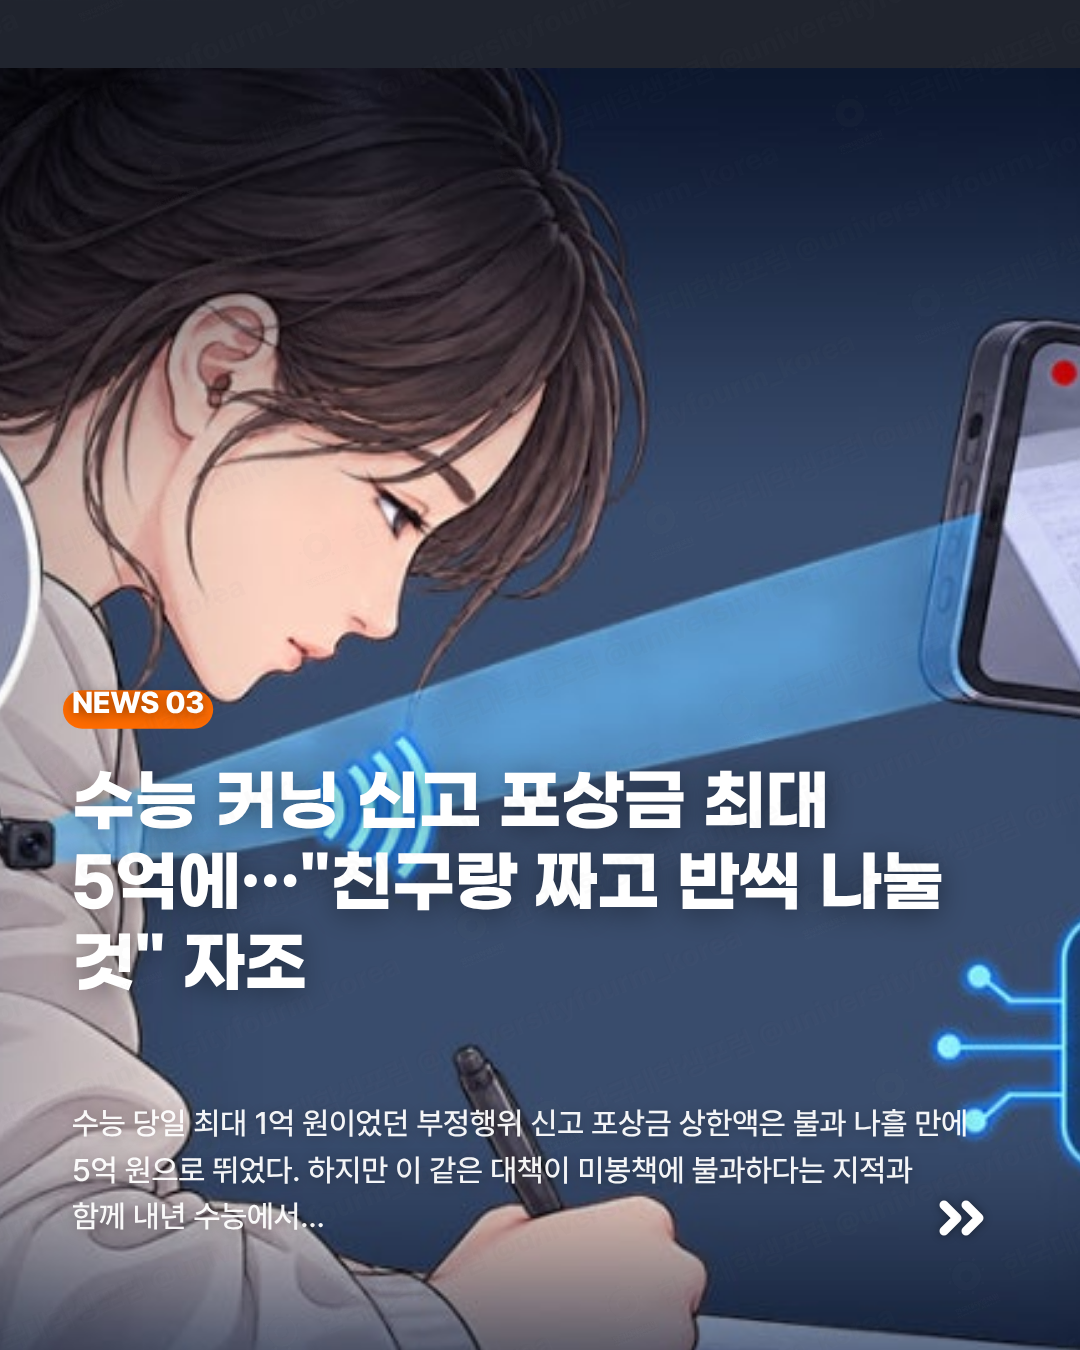 NEWS 03
수능 커닝 신고 포상금 최대
5억에…"친구랑 짜고 반씩 나눌
것" 자조
수능 당일 최대 1억 원이었던 부정행위 신고 포상금 상한액은 불과 나흘 만에
5억 원으로 뛰었다. 하지만 이 같은 대책이 미봉책에 불과하다는 지적과
함께 내년 수능에서...